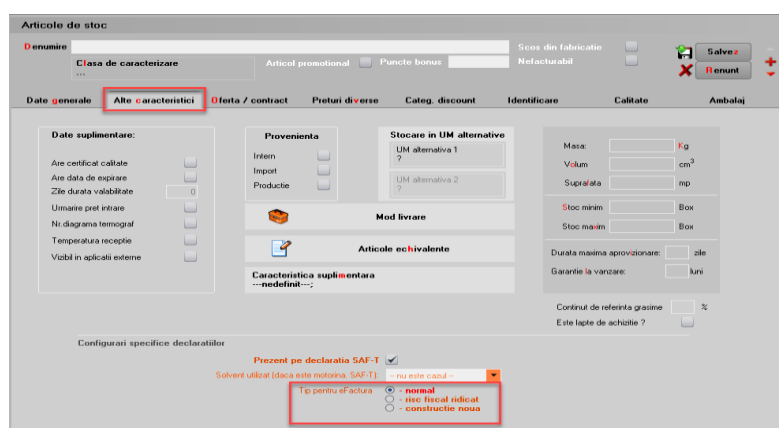 Articole de stoc
Denumire
Scos din fabricatie
Salvez
Clasa de caracterizare
Articol promotional
Puncte bonus
Nefacturabil
...
Renunt
Date generale Alte caracteristici Oferta / contract Preturi diverse Categ. discount Identificare Calitate Ambalaj
Date suplimentare:
Are certificat calitate
Are data de expirare
Zile durata valabilitate 0
Urmarire pret intrare
Nr.diagrama termograf
Temperatura receptie
Vizibil in aplicatii externe
Provenienta
Intern
Import
Productie
Stocare in UM alternative
UM alternativa 1
?
UM alternativa 2
?
Mod livrare
Articole echivalente
Caracteristica suplimentara
---nedefinit---;
Masa: Kg
Volum cm3
Suprafata mp
Stoc minim Box
Stoc maxim Box
Durata maxima aprovizionare: zile
Garantie la vanzare: luni
Continut de referinta grasime %
Este lapte de achizitie ?
Configurari specifice declaratiilor
Prezent pe declaratia SAF-T
Solvent utilizat (daca este motorina SAF-T): -- nu este cazul --
Tip pentru eFactura - normal
- risc fiscal ridicat
- constructie noua